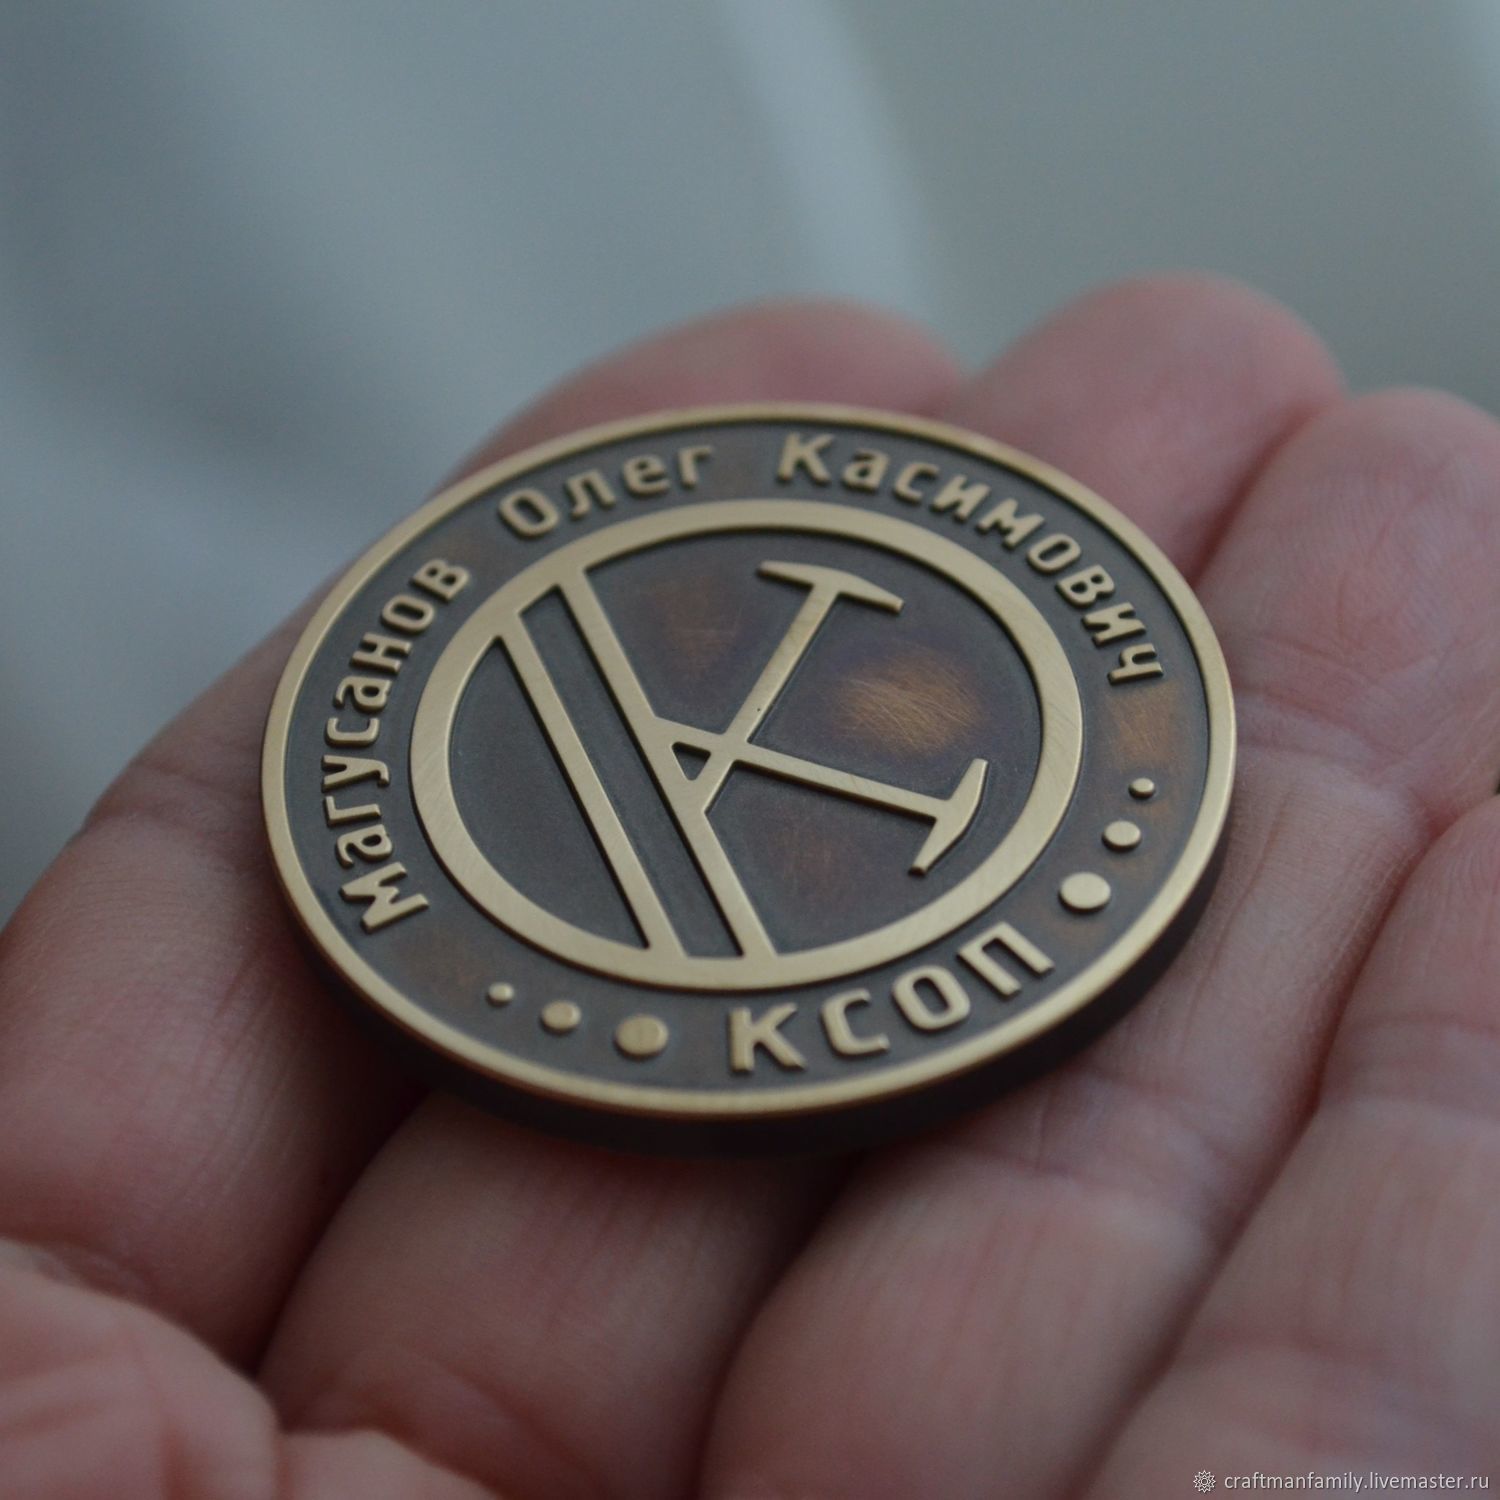 Магусанов Олег Касимович
КСОП
craftmanfamily.livemaster.ru